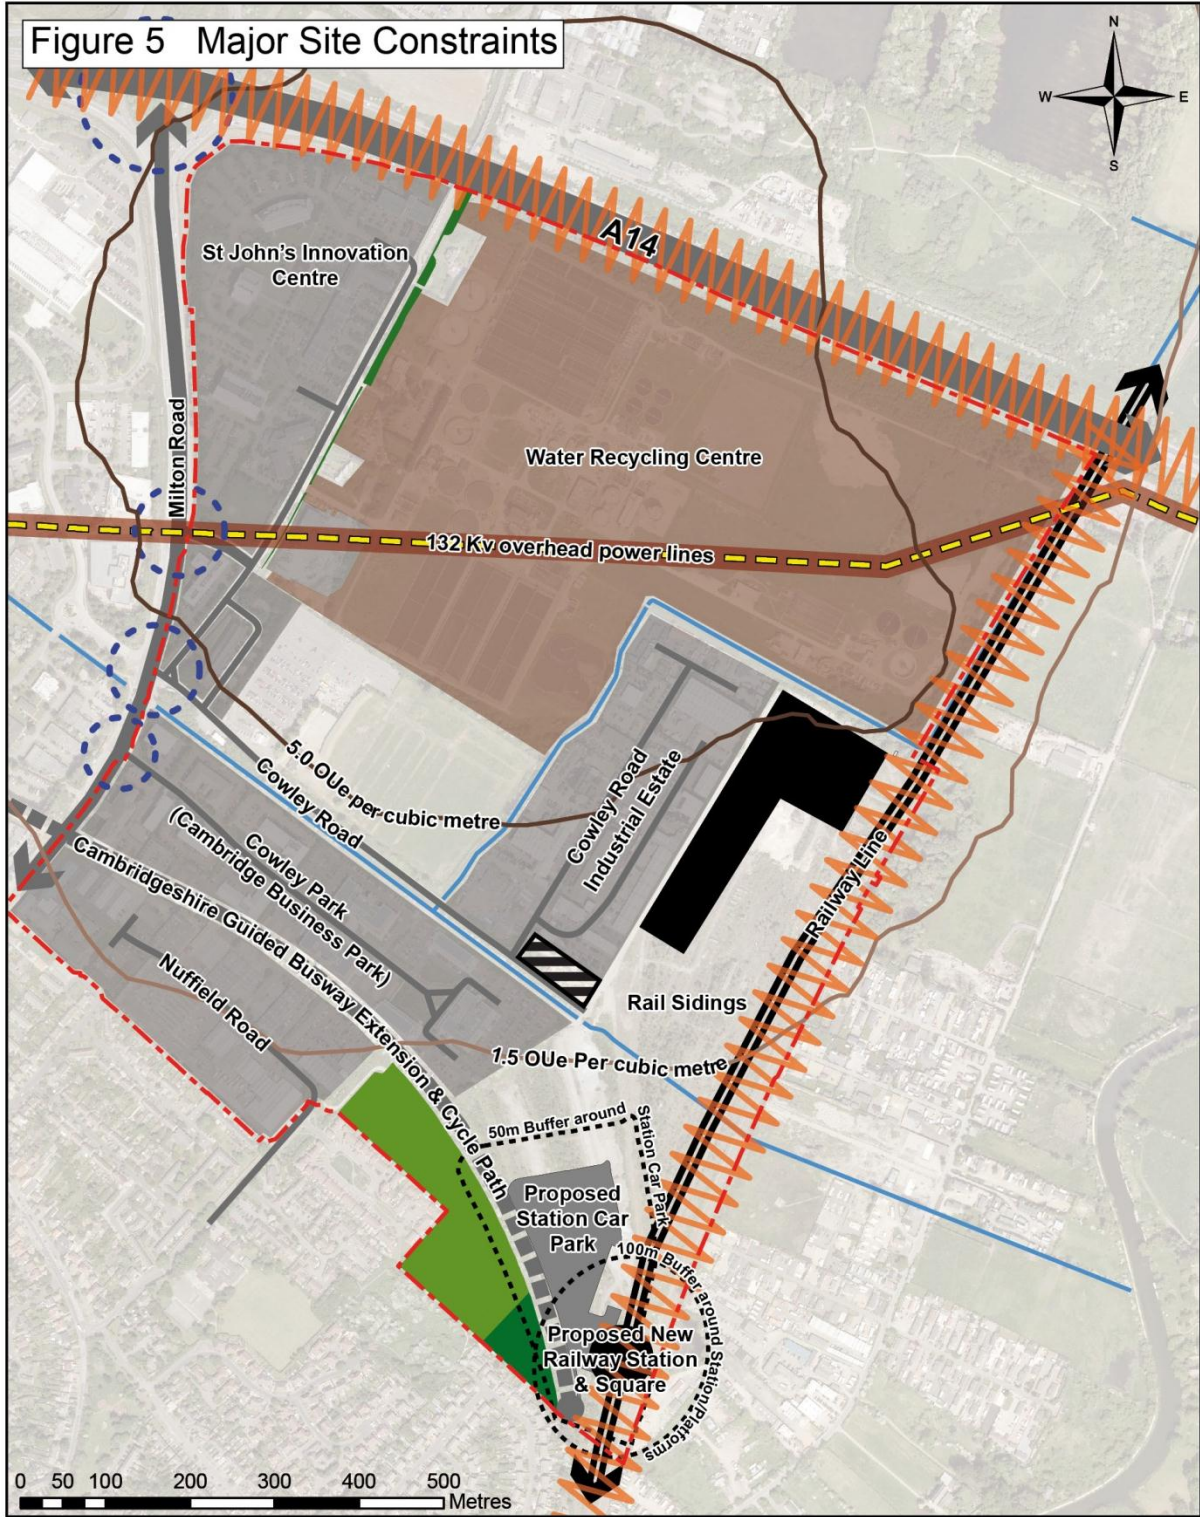 Figure 5 Major Site Constraints
N
W
E
S
A14
St John's Innovation
Centre
Milton Road
Water Recycling Centre
132 Kv overhead power lines
5.0 OUe per cubic metre
Cowley Road
Cowley Road
Industrial Estate
Cowley Park
(Cambridge Business Park)
Cambridgeshire Guided Busway Extension & Cycle Path
Nuffield Road
Railway Line
Rail Sidings
1.5 OUe Per cubic metre
50m Buffer around
Station Car Park
Proposed
Station Car
Park
100m Buffer around Station/Platforms
Proposed New
Railway Station
& Square
0 50 100 200 300 400 500
Metres